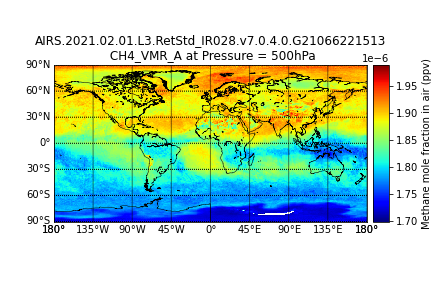 AIRS.2021.02.01.L3.RetStd_IR028.v7.0.4.0.G21066221513
CH4_VMR_A at Pressure = 500hPa
1e−6
90°N
60°N
30°N
0°
30°S
60°S
90°S
180° 135°W 90°W 45°W 0° 45°E 90°E 135°E 180°
1.95
1.90
1.85
1.80
1.75
1.70
Methane mole fraction in air (ppv)